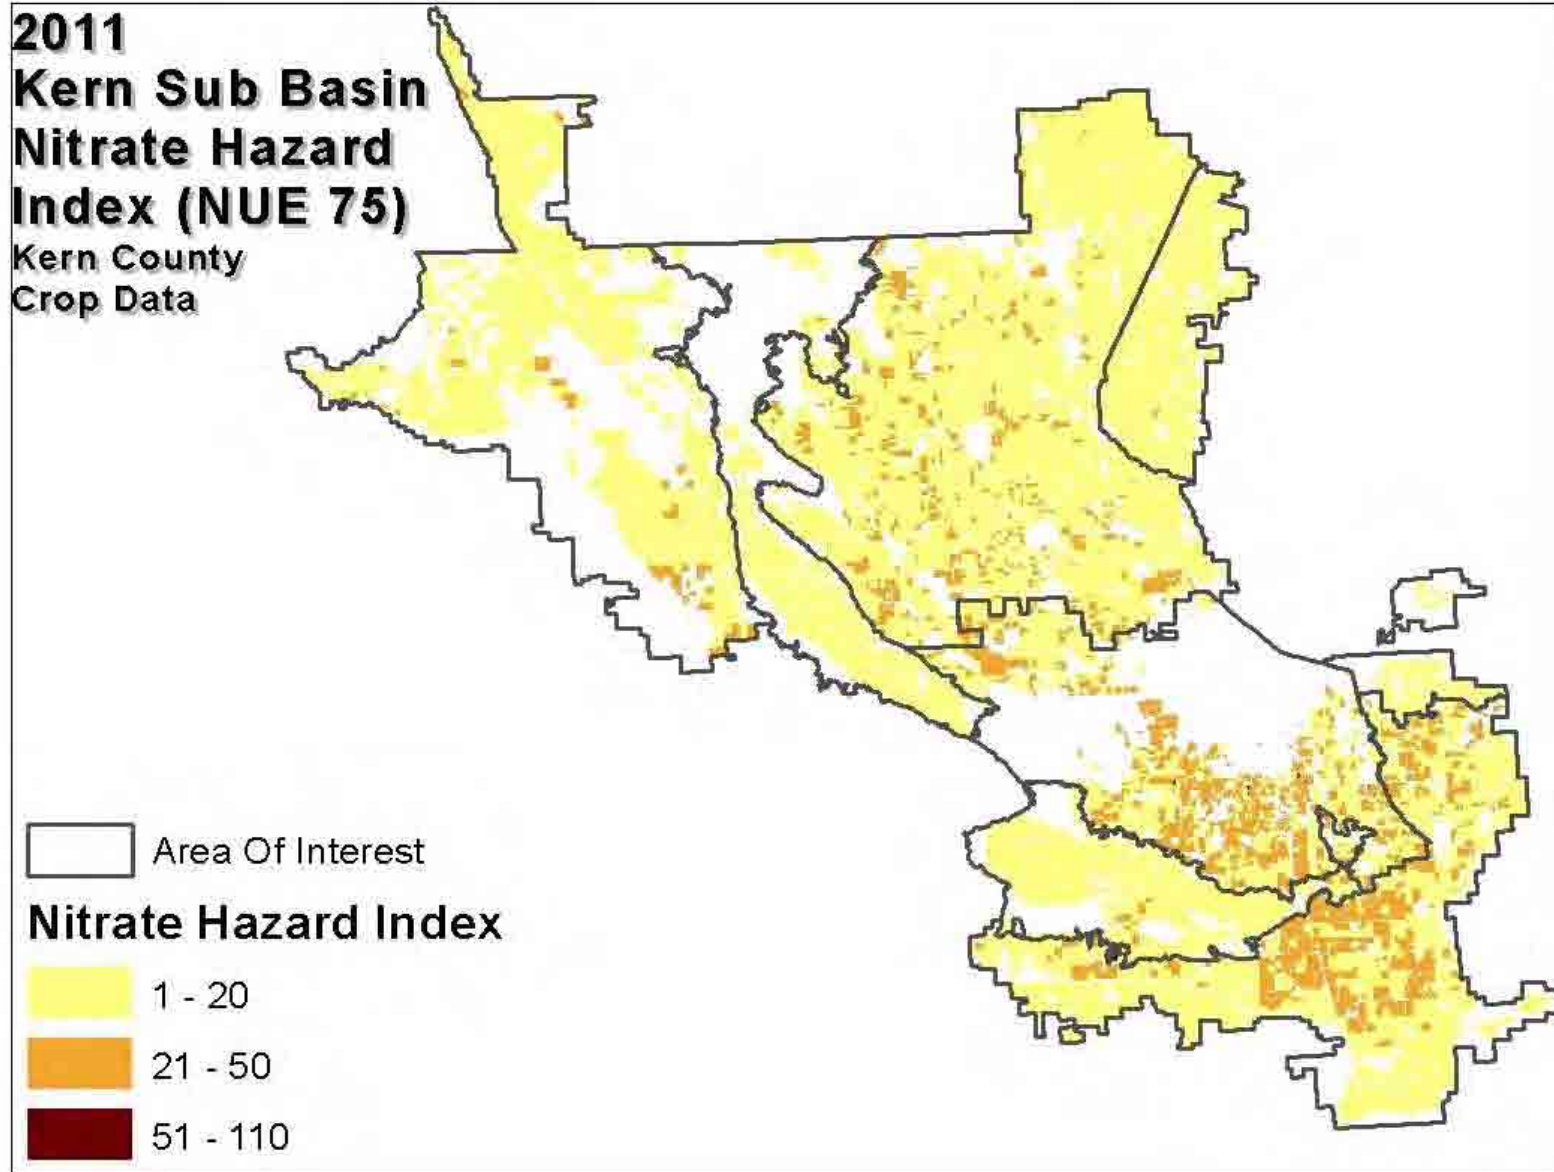 2011
Kern Sub Basin
Nitrate Hazard
Index (NUE 75)
Kern County
Crop Data
Area Of Interest
Nitrate Hazard Index
1 - 20
21 - 50
51 - 110